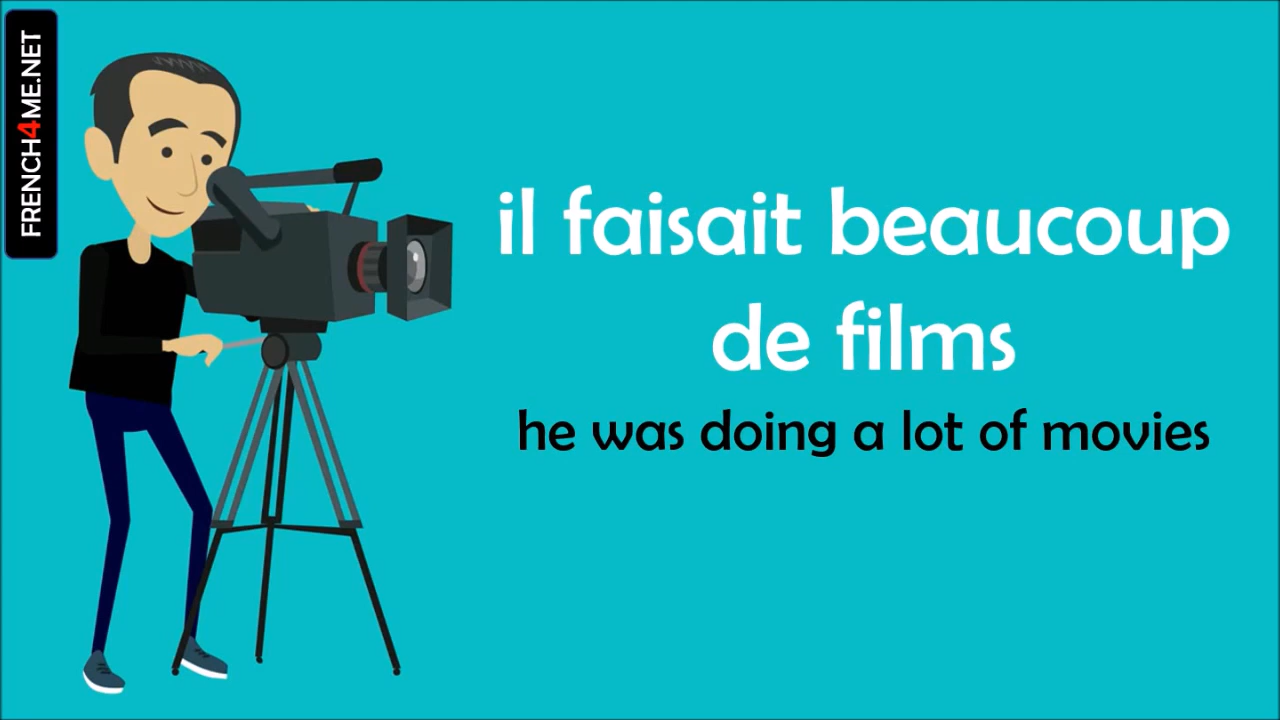 FRENCH4ME.NET
il faisait beaucoup
de films
he was doing a lot of movies